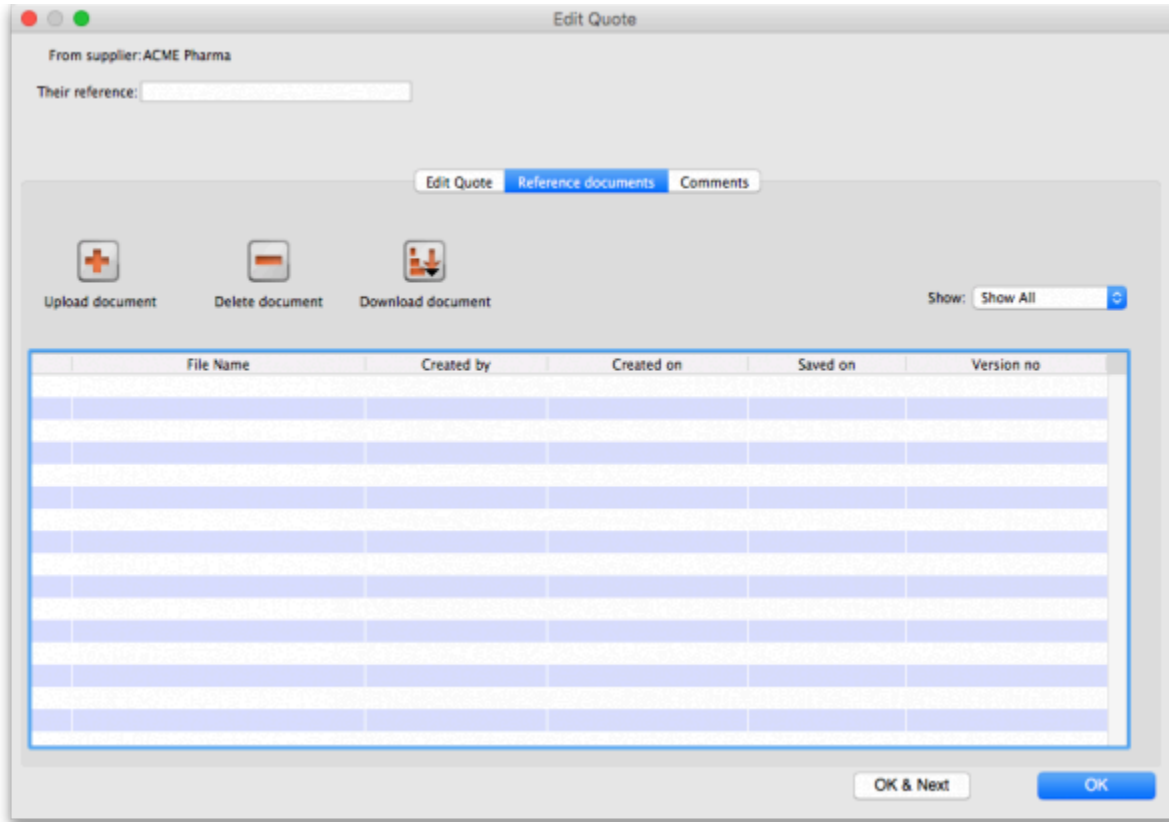 Edit Quote
From supplier:ACME Pharma
Their reference:
Edit Quote Reference documents Comments
Upload document Delete document Download document
Show: Show All
File Name Created by Created on Saved on Version no
OK & Next OK